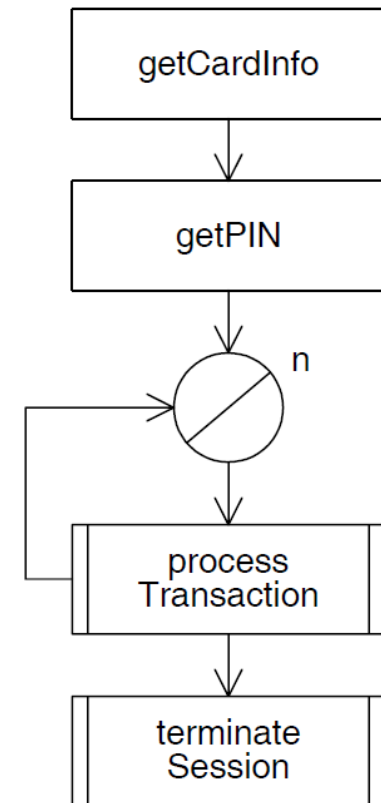 getCardInfo
getPIN
n
process
Transaction
terminate
Session